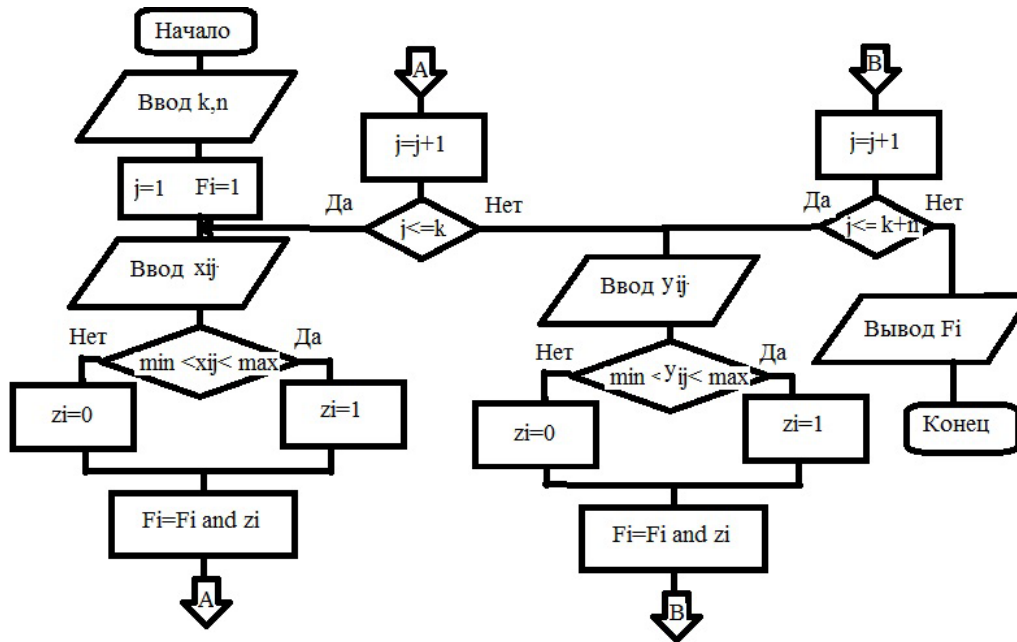 Начало
Ввод k,n
j=1 Fi=1
Ввод xij
Нет
Да
min <xij< max
zi=0
zi=1
Fi=Fi and zi
A
A
j=j+1
Да
Нет
j<=k
Ввод yij
Нет
Да
min <yij< max
zi=0
zi=1
Fi=Fi and zi
B
B
j=j+1
Да
Нет
j<= k+n
Вывод Fi
Конец